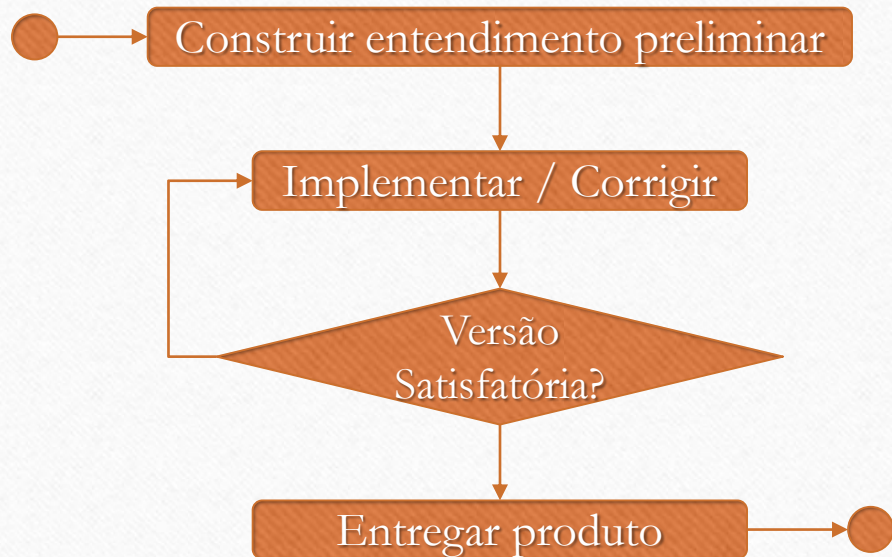 Construir entendimento preliminar
Implementar / Corrigir
Versão
Satisfatória?
Entregar produto